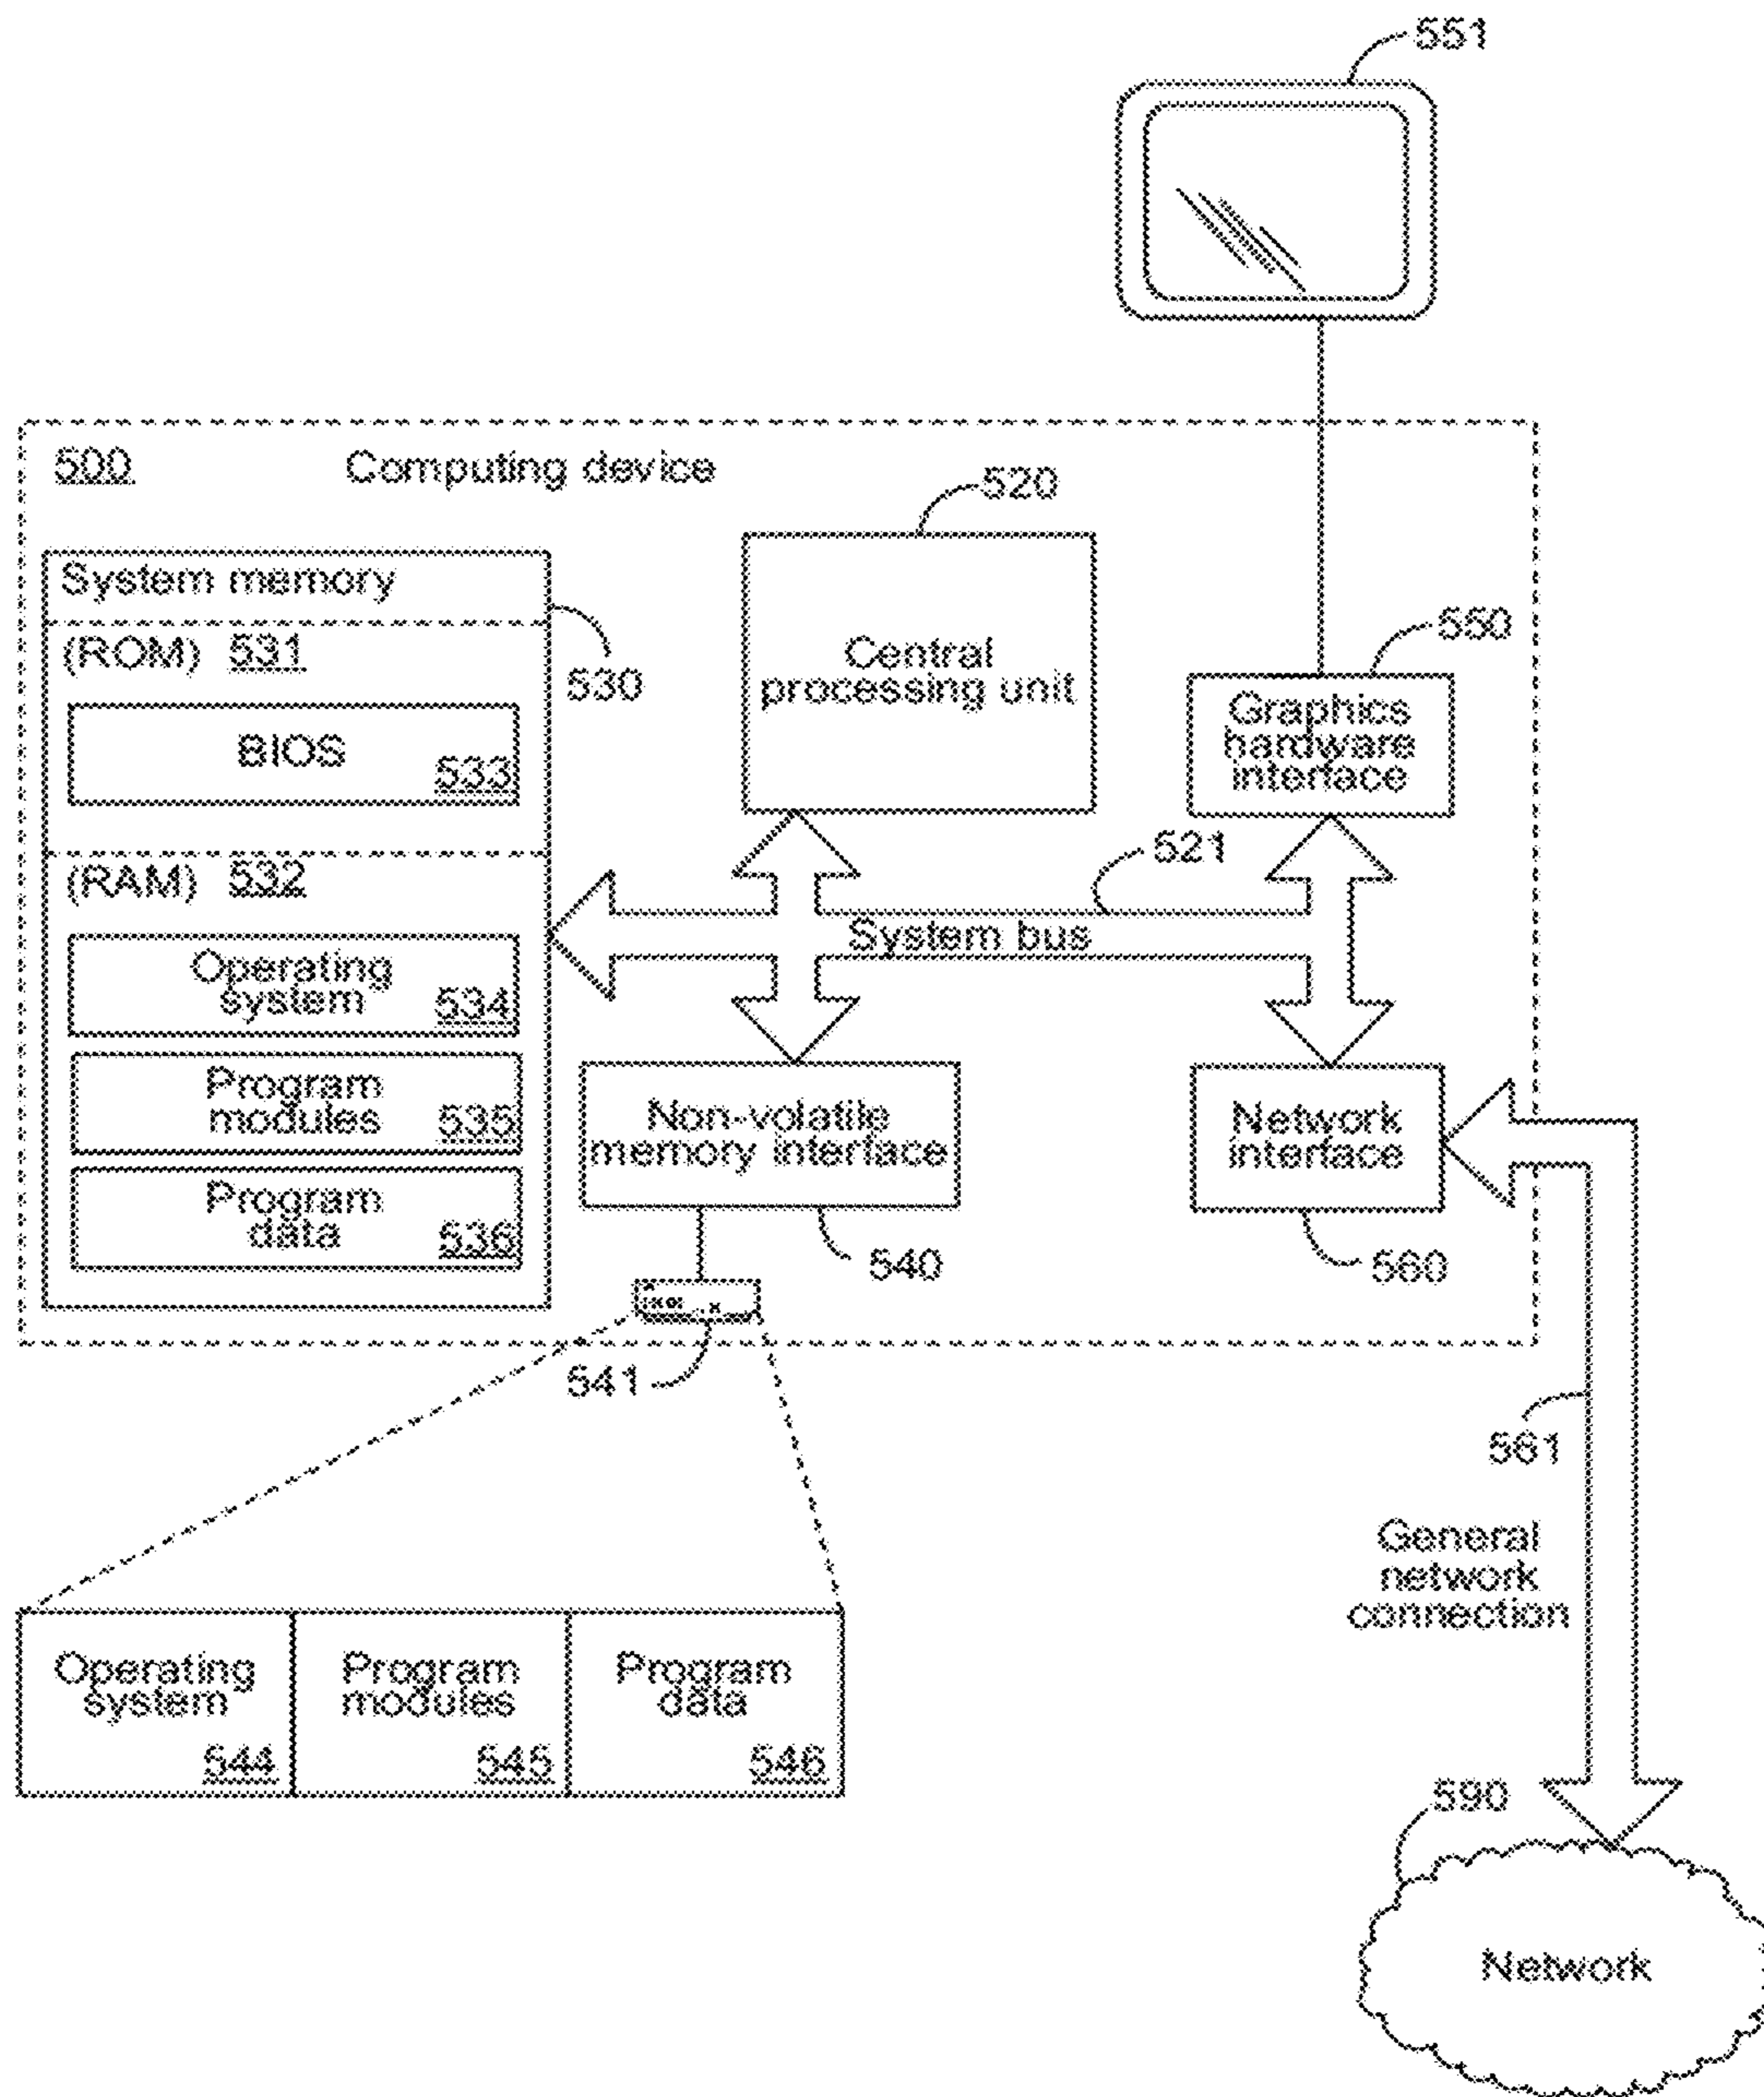 551
500
Computing device
520
System memory
(ROM) 531
530
BIOS
533
Central
processing unit
550
Graphics
hardware
interface
(RAM) 532
521
System bus
Operating
system
534
Program
modules
535
Program
data
536
Non-volatile
memory interface
540
541
Network
interface
560
561
General
network
connection
Operating
system
544
Program
modules
545
Program
data
546
590
Network